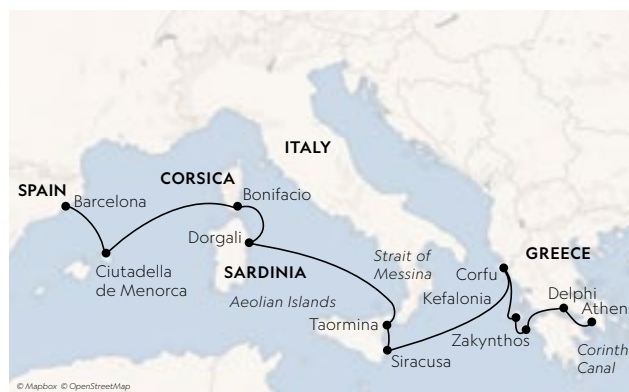 ITALY
CORSICA
SPAIN
Barcelona
Bonifacio
Dorgali
Strait of
Messina
GREECE
Corfu
Ciutadella
de Menorca
SARDINIA
Aeolian Islands
Kefalonia
Delphi
Athen
Taormina
Zakynthos
Siracusa
Corinth
Canal
© Mapbox © OpenStreetMap